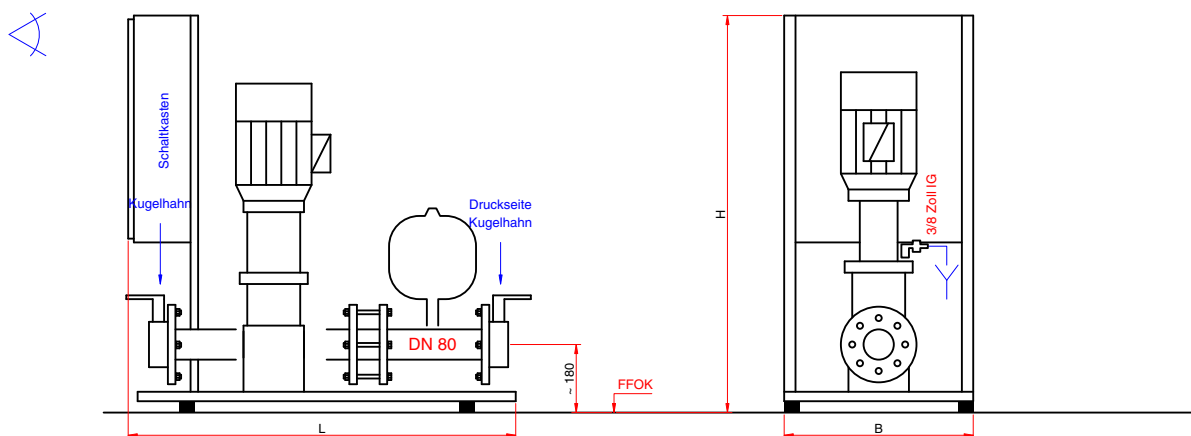 Schaltkasten
Kugelhahn
Druckseite
Kugelhahn
DN 80
~ 180
FFOK
L
H
3/8 Zoll IG
B